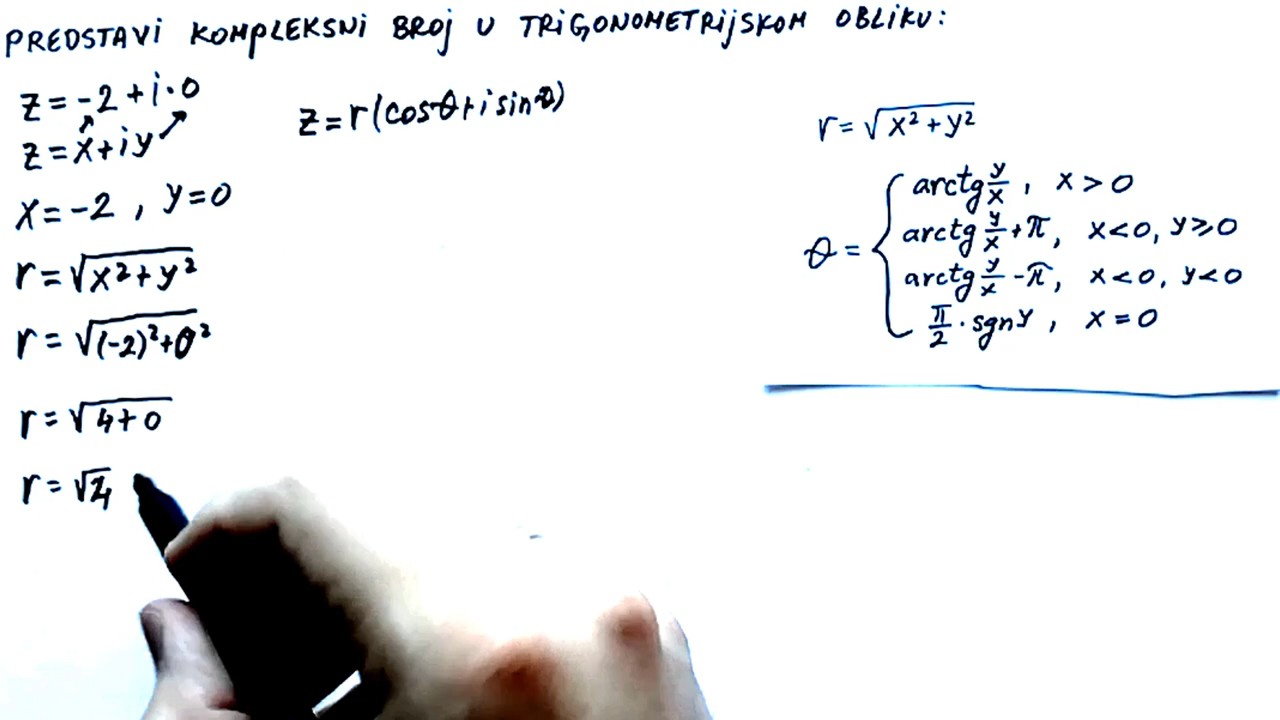 PREDSTAVi KOMPLEKSNi BROj U TRiGONOMETRijSKOM OBLiKU:
z = -2 + i·0
z = x + iy
x = -2 , y = 0
r = √(x² + y²)
r = √((-2)² + 0²)
r = √(4 + 0)
r = √4
z = r(cosθ + i sinθ)
r = √(x² + y²)
θ = {
arctg y/x , x > 0
arctg y/x + π, x < 0, y ≥ 0
arctg y/x - π, x < 0, y < 0
π/2 · sgn y , x = 0